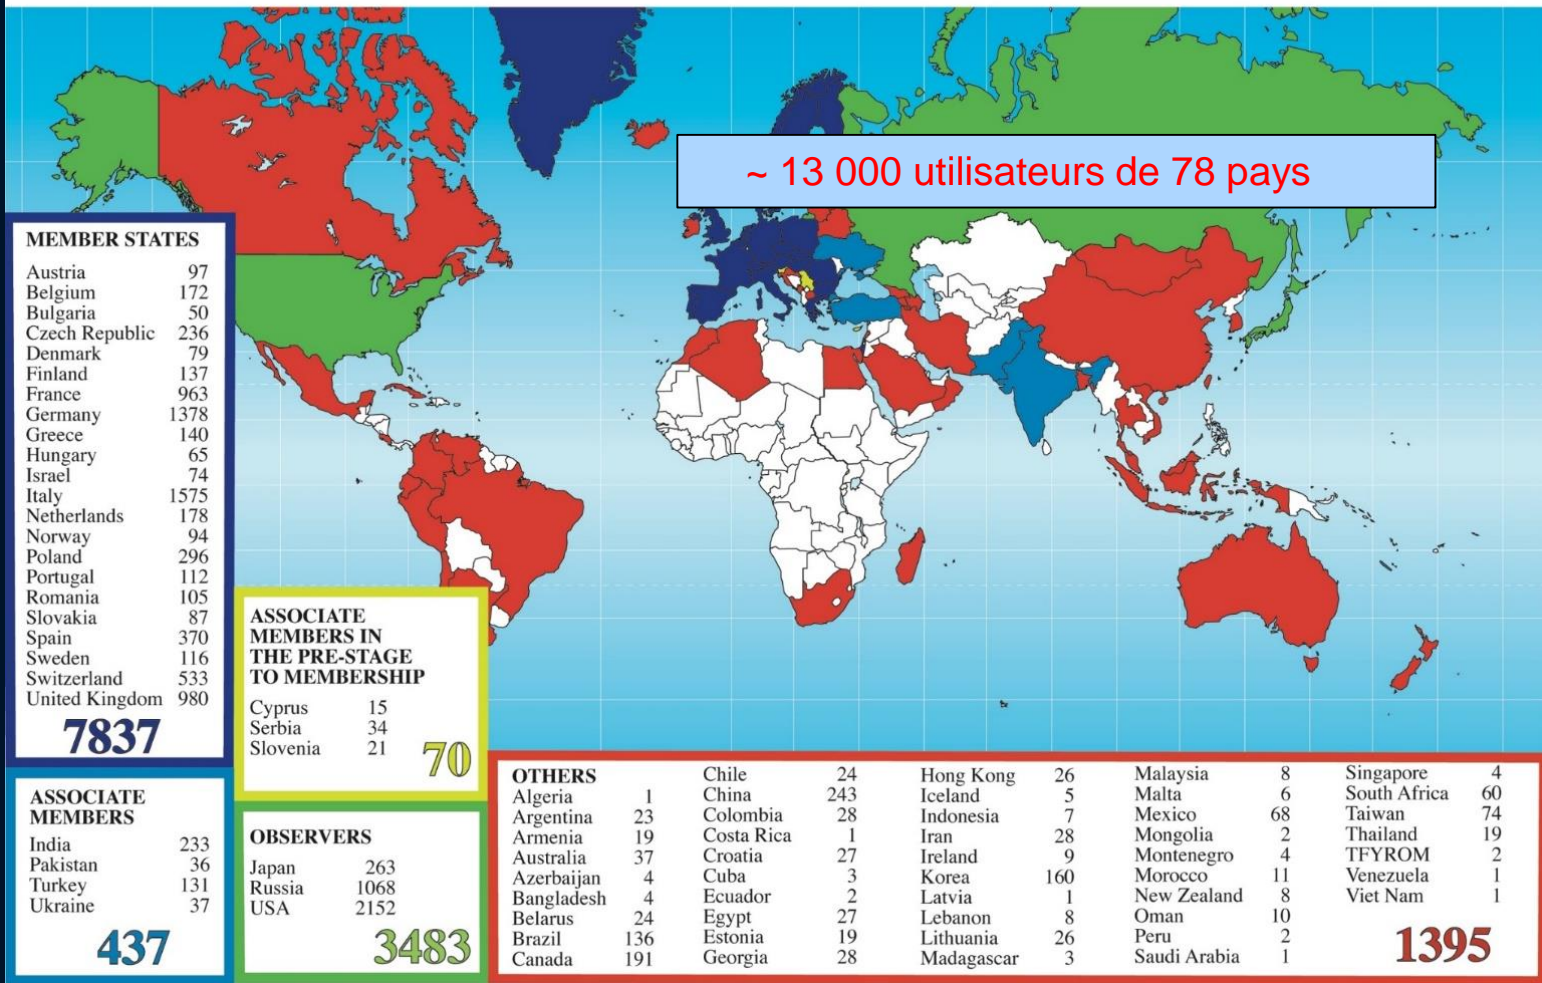 ~ 13 000 utilisateurs de 78 pays
MEMBER STATES
Austria 97
Belgium 172
Bulgaria 50
Czech Republic 236
Denmark 79
Finland 137
France 963
Germany 1378
Greece 140
Hungary 65
Israel 74
Italy 1575
Netherlands 178
Norway 94
Poland 296
Portugal 112
Romania 105
Slovakia 87
Spain 370
Sweden 116
Switzerland 533
United Kingdom 980
7837
ASSOCIATE
MEMBERS
India 233
Pakistan 36
Turkey 131
Ukraine 37
437
ASSOCIATE
MEMBERS IN
THE PRE-STAGE
TO MEMBERSHIP
Cyprus 15
Serbia 34
Slovenia 21
70
OBSERVERS
Japan 263
Russia 1068
USA 2152
3483
OTHERS
Algeria 1
Argentina 23
Armenia 19
Australia 37
Azerbaijan 4
Bangladesh 4
Belarus 24
Brazil 136
Canada 191
Chile 24
China 243
Colombia 28
Costa Rica 1
Croatia 27
Cuba 3
Ecuador 2
Egypt 27
Estonia 19
Georgia 28
Hong Kong 26
Iceland 5
Indonesia 7
Iran 28
Ireland 9
Korea 160
Latvia 1
Lebanon 8
Lithuania 26
Madagascar 3
Malaysia 8
Malta 6
Mexico 68
Mongolia 2
Montenegro 4
Morocco 11
New Zealand 8
Oman 10
Peru 2
Saudi Arabia 1
Singapore 4
South Africa 60
Taiwan 74
Thailand 19
TFYROM 2
Venezuela 1
Viet Nam 1
1395